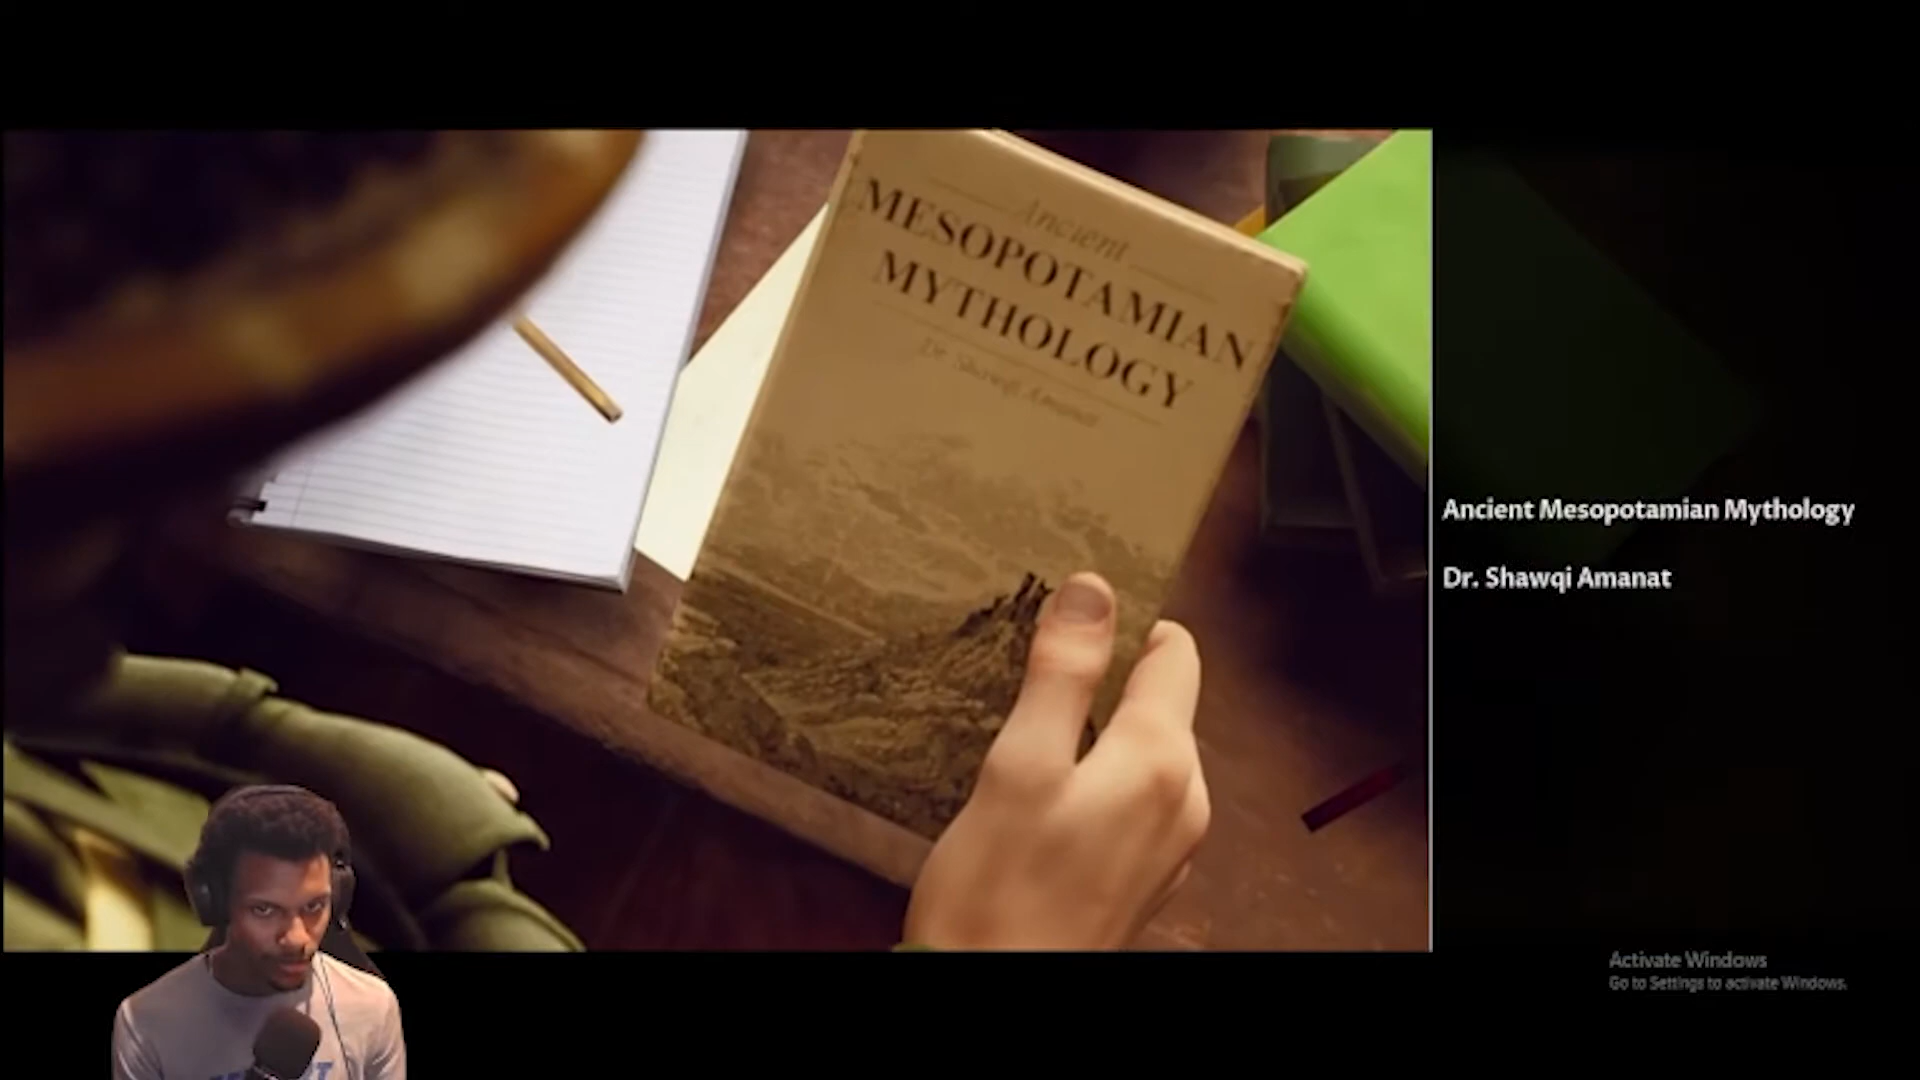 Ancient
MESOPOTAMIAN
MYTHOLOGY
Dr Shawqi Amanat
Ancient Mesopotamian Mythology
Dr. Shawqi Amanat
Activate Windows
Go to Settings to activate Windows.